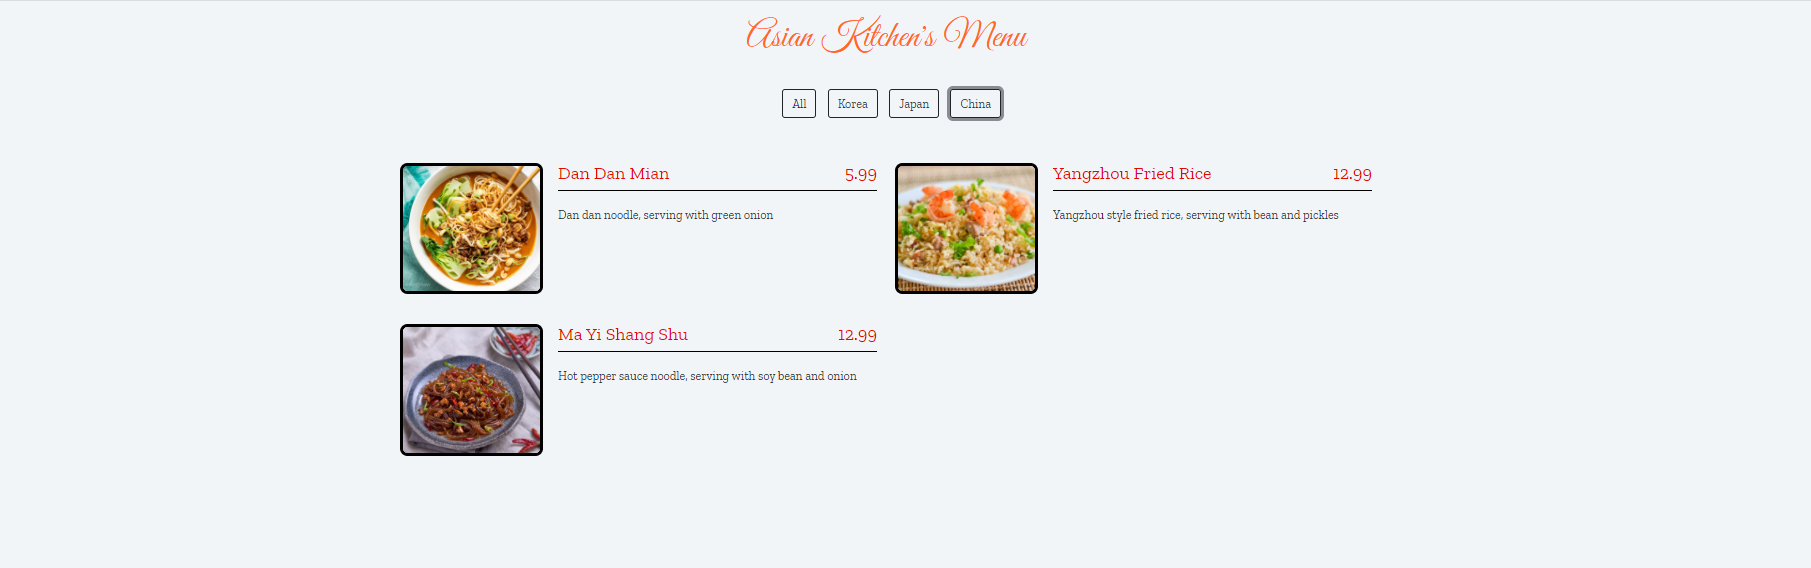 Asian Kitchen's Menu
All Korea Japan China
Dan Dan Mian 5.99
Dan dan noodle, serving with green onion
Yangzhou Fried Rice 12.99
Yangzhou style fried rice, serving with bean and pickles
Ma Yi Shang Shu 12.99
Hot pepper sauce noodle, serving with soy bean and onion